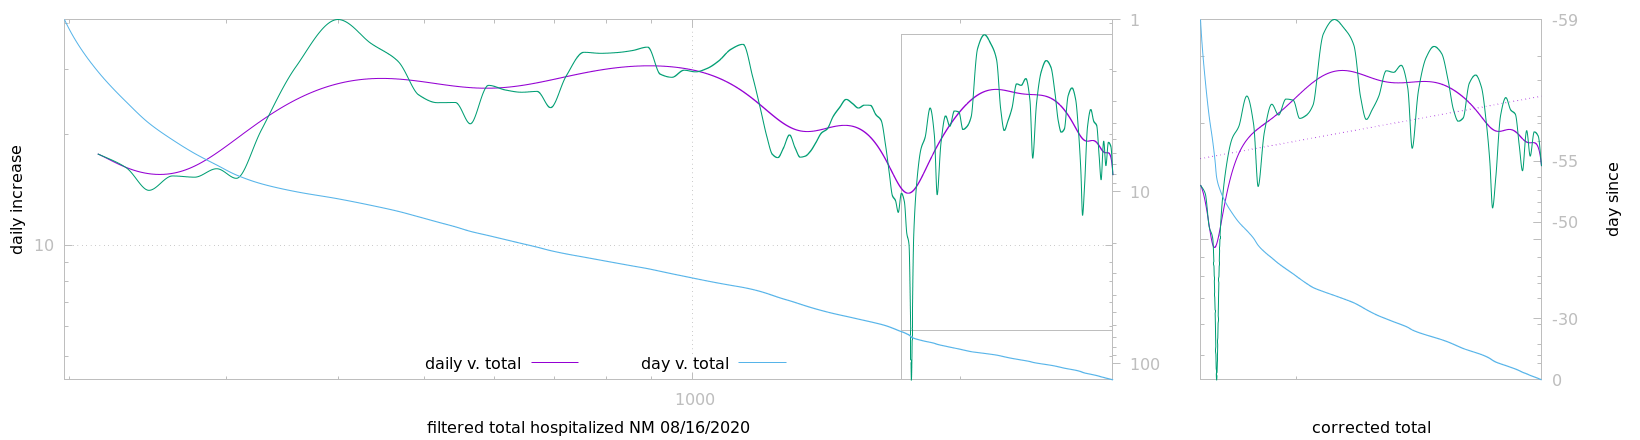 daily increase
10
daily v. total
day v. total
1
10
100
1000
filtered total hospitalized NM 08/16/2020
-59
-55
-50
-30
0
day since
corrected total